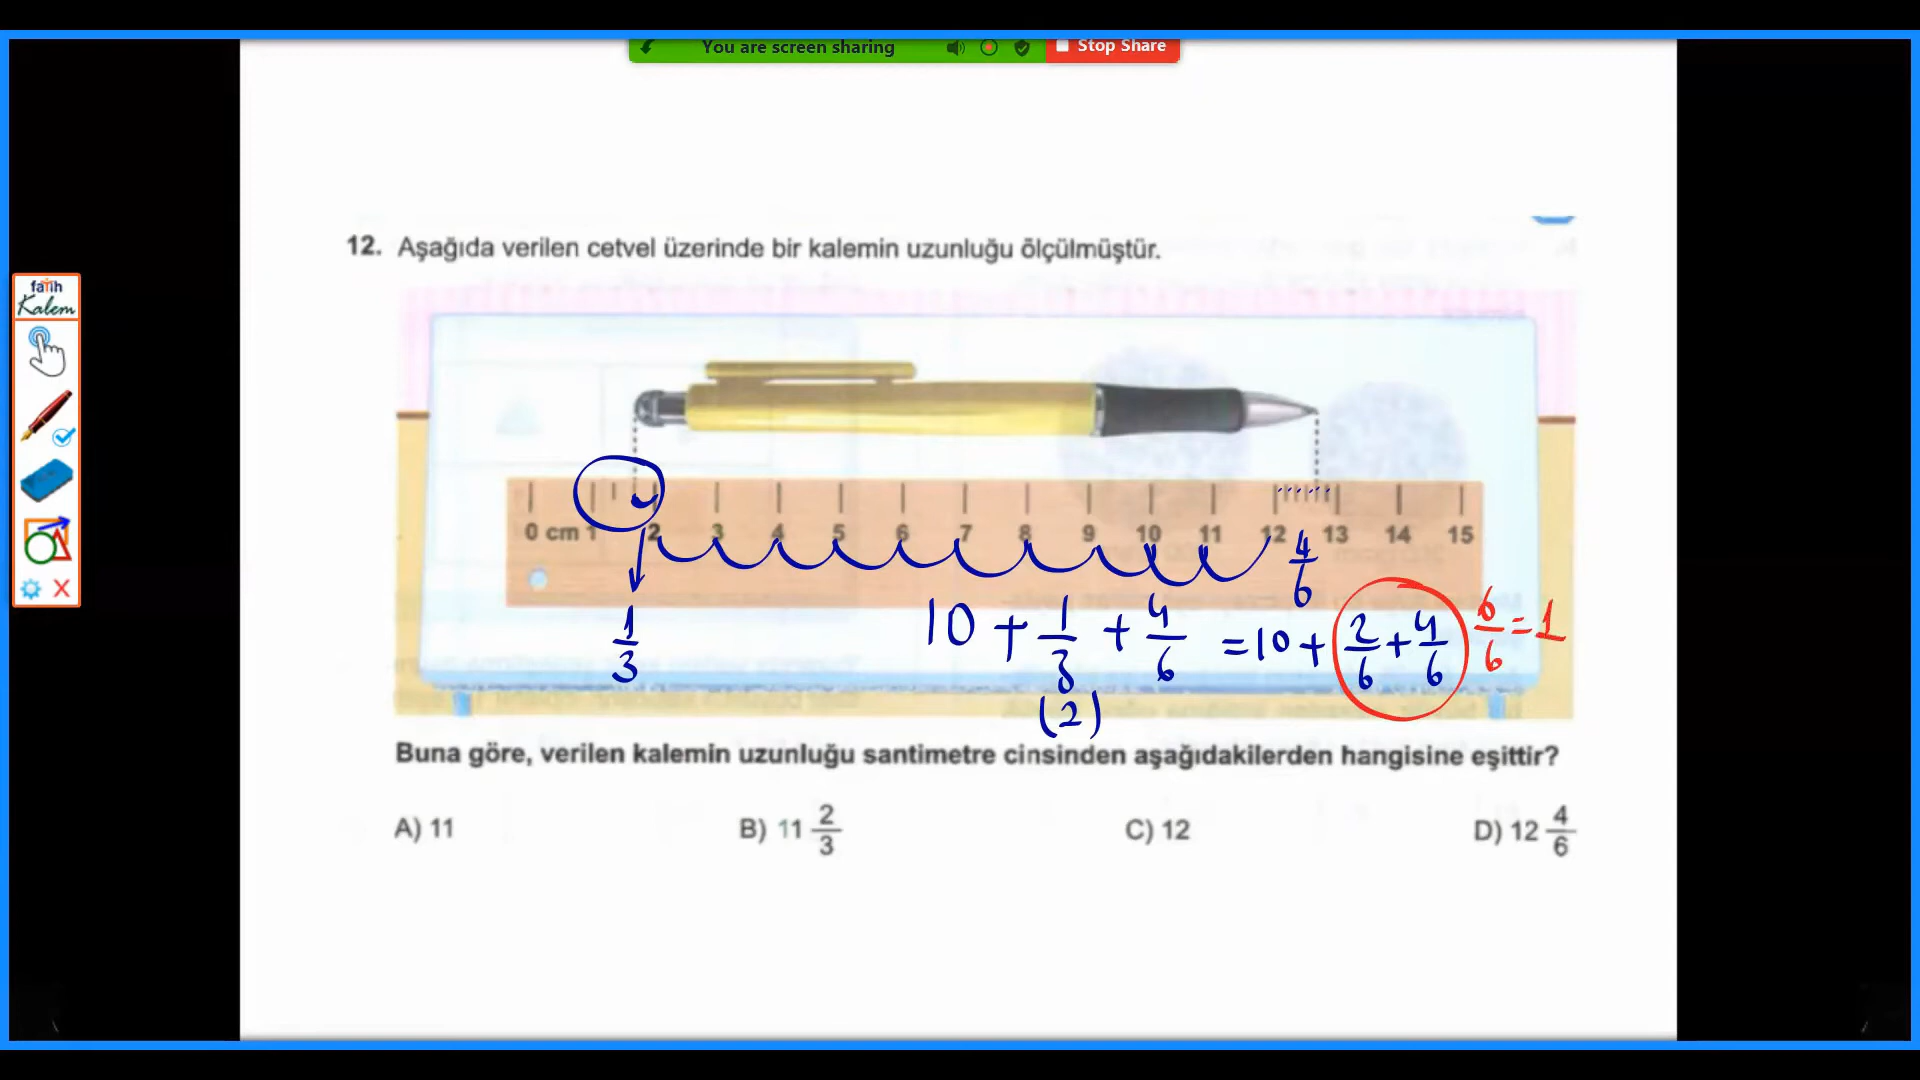 You are screen sharing
Stop Share
fatih
Kalem
12. Aşağıda verilen cetvel üzerinde bir kalemin uzunluğu ölçülmüştür.
0 cm 1 2 3 4 5 6 7 8 9 10 11 12 13 14 15
1/3
4/6
10 + 1/3 + 4/6 = 10 + 2/6 + 4/6
(2)
6/6 = 1
Buna göre, verilen kalemin uzunluğu santimetre cinsinden aşağıdakilerden hangisine eşittir?
A) 11 B) 11 2/3 C) 12 D) 12 4/6